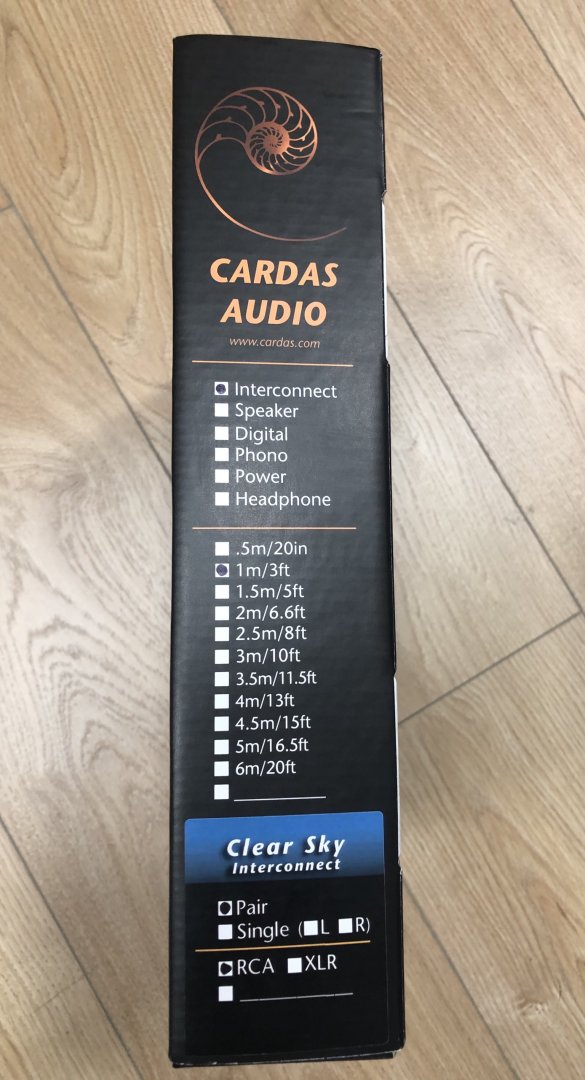 CARDAS
AUDIO
www.cardas.com
Interconnect
Speaker
Digital
Phono
Power
Headphone
.5m/20in
1m/3ft
1.5m/5ft
2m/6.6ft
2.5m/8ft
3m/10ft
3.5m/11.5ft
4m/13ft
4.5m/15ft
5m/16.5ft
6m/20ft
Clear Sky
Interconnect
Pair
Single (L R)
RCA XLR